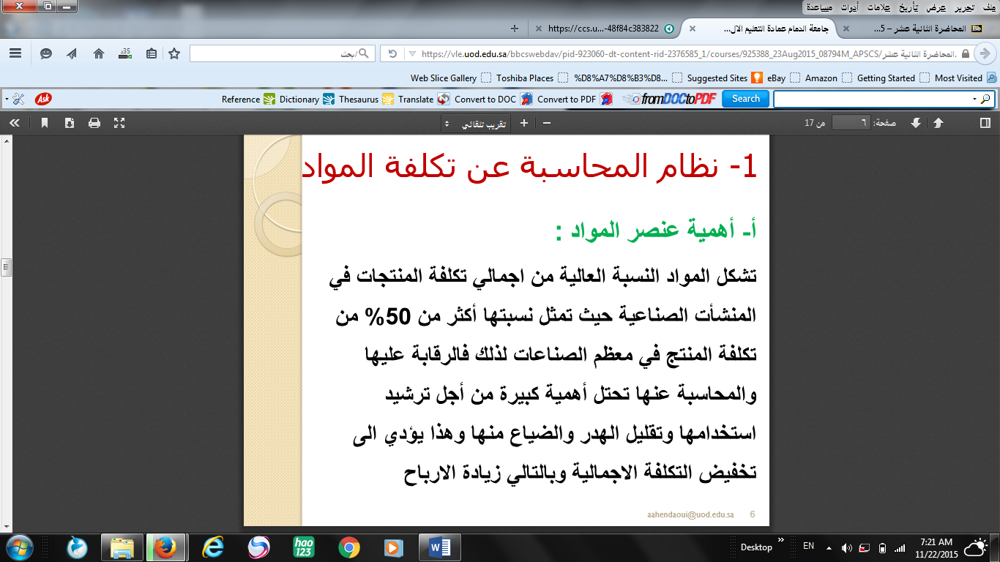 ملف تحرير عرض تأريخ علامات أدوات مساعدة
المحاضرة الثانية عشر – 5...
جامعة الدمام عمادة التعليم الال...
https://ccs.u...-48f84c383822
https://vle.uod.edu.sa/bbcswebdav/pid-923060-dt-content-rid-2376585_1/courses/925388_23Aug2015_08794M_APSCS/المحاضرة الثانية عشر.
بحث
35د
Most Visited Getting Started Amazon eBay Suggested Sites %D8%A7%D8%B3%D8... Toshiba Places Web Slice Gallery
Ask Reference Dictionary Thesaurus Translate Convert to DOC Convert to PDF fromDOCtoPDF Search
صفحة: ٦ من 17
تقريب تلقائي
1- نظام المحاسبة عن تكلفة المواد
أ- أهمية عنصر المواد :
تشكل المواد النسبة العالية من اجمالي تكلفة المنتجات في
المنشأت الصناعية حيث تمثل نسبتها أكثر من 50% من
تكلفة المنتج في معظم الصناعات لذلك فالرقابة عليها
والمحاسبة عنها تحتل أهمية كبيرة من أجل ترشيد
استخدامها وتقليل الهدر والضياع منها وهذا يؤدي الى
تخفيض التكلفة الاجمالية وبالتالي زيادة الارباح
aahendaoui@uod.edu.sa 6
hao
123
Desktop
EN
7:21 AM
11/22/2015